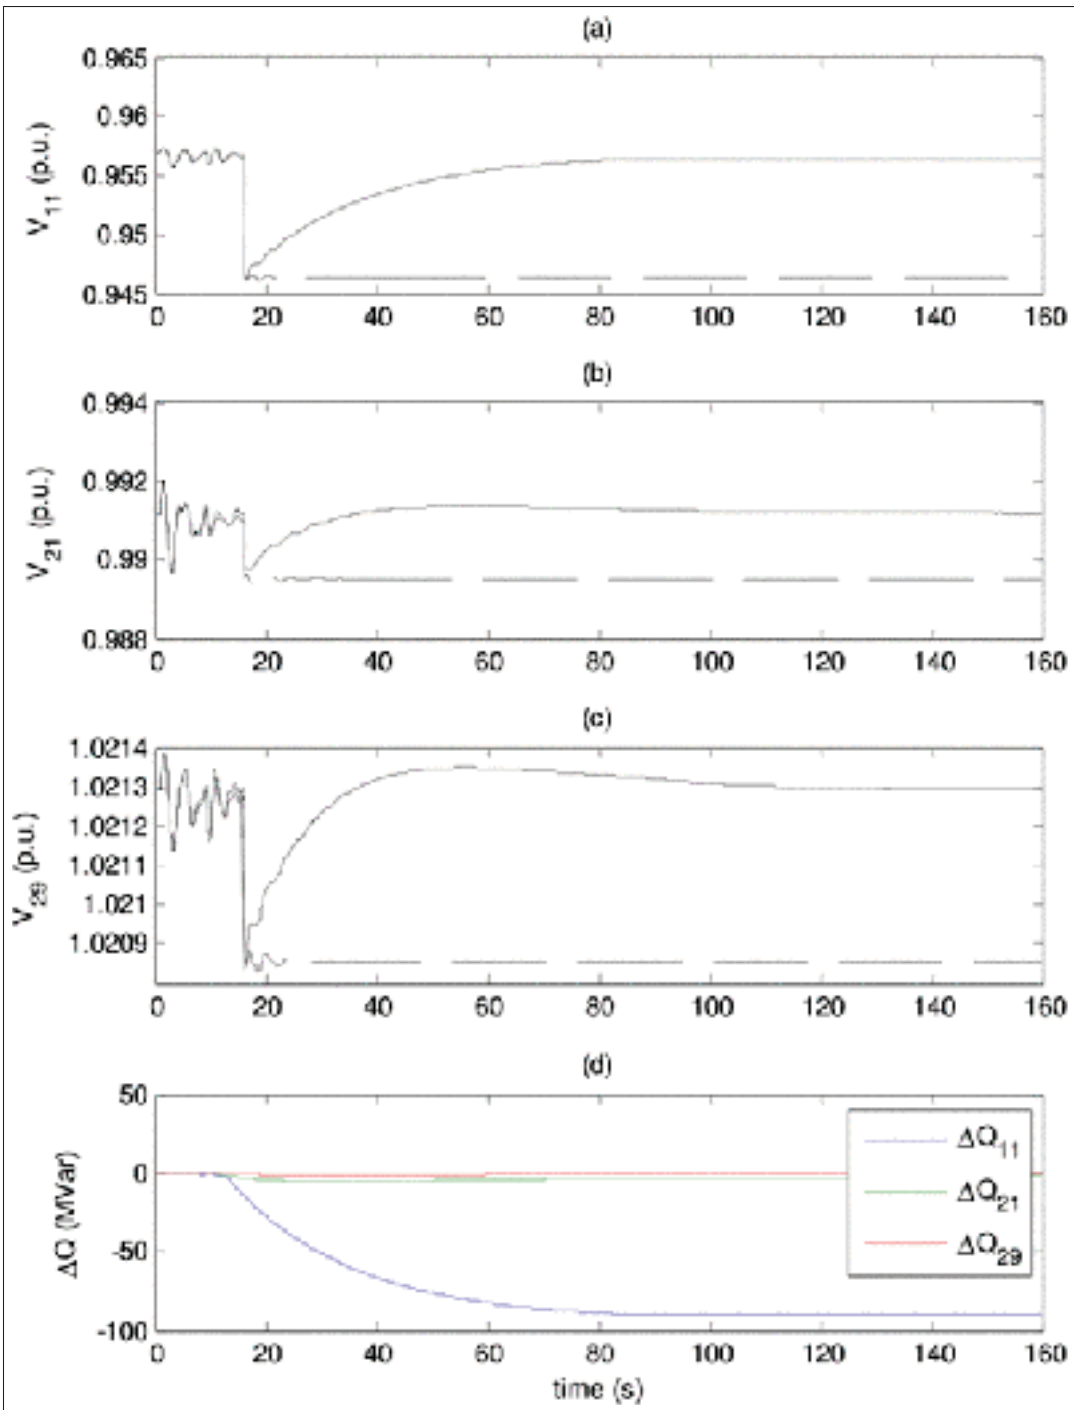 (a)
0.965
0.96
0.955
0.95
0.945
V11 (p.u.)
0 20 40 60 80 100 120 140 160
(b)
0.994
0.992
0.99
0.988
V21 (p.u.)
0 20 40 60 80 100 120 140 160
(c)
1.0214
1.0213
1.0212
1.0211
1.021
1.0209
V29 (p.u.)
0 20 40 60 80 100 120 140 160
(d)
50
0
-50
-100
ΔQ (MVar)
ΔQ11
ΔQ21
ΔQ29
0 20 40 60 80 100 120 140 160
time (s)